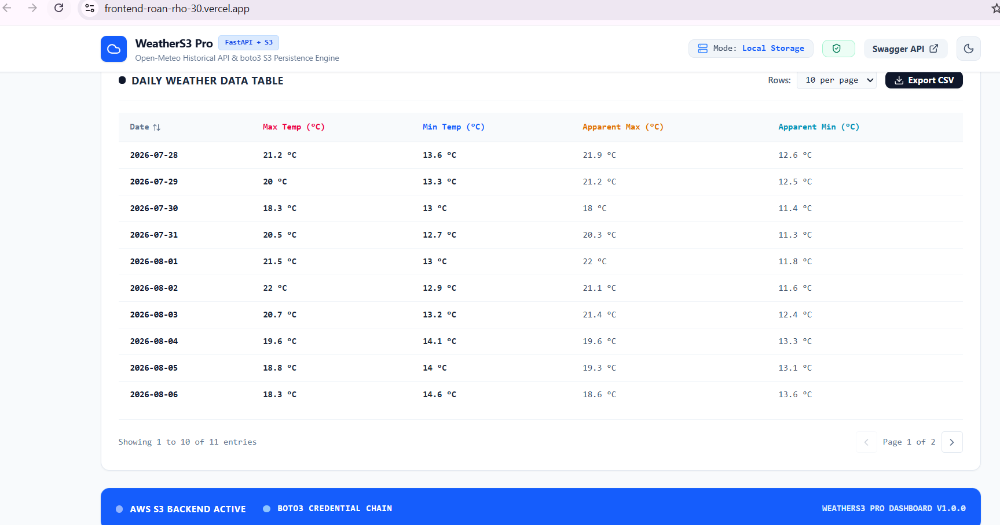 frontend-roan-rho-30.vercel.app
WeatherS3 Pro FastAPI + S3
Open-Meteo Historical API & boto3 S3 Persistence Engine
Mode: Local Storage
Swagger API
DAILY WEATHER DATA TABLE
Rows: 10 per page Export CSV
Date Max Temp (°C) Min Temp (°C) Apparent Max (°C) Apparent Min (°C)
2026-07-28 21.2 °C 13.6 °C 21.9 °C 12.6 °C
2026-07-29 20 °C 13.3 °C 21.2 °C 12.5 °C
2026-07-30 18.3 °C 13 °C 18 °C 11.4 °C
2026-07-31 20.5 °C 12.7 °C 20.3 °C 11.3 °C
2026-08-01 21.5 °C 13 °C 22 °C 11.8 °C
2026-08-02 22 °C 12.9 °C 21.1 °C 11.6 °C
2026-08-03 20.7 °C 13.2 °C 21.4 °C 12.4 °C
2026-08-04 19.6 °C 14.1 °C 19.6 °C 13.3 °C
2026-08-05 18.8 °C 14 °C 19.3 °C 13.1 °C
2026-08-06 18.3 °C 14.6 °C 18.6 °C 13.6 °C
Showing 1 to 10 of 11 entries
Page 1 of 2
AWS S3 BACKEND ACTIVE BOTO3 CREDENTIAL CHAIN
WEATHERS3 PRO DASHBOARD V1.0.0